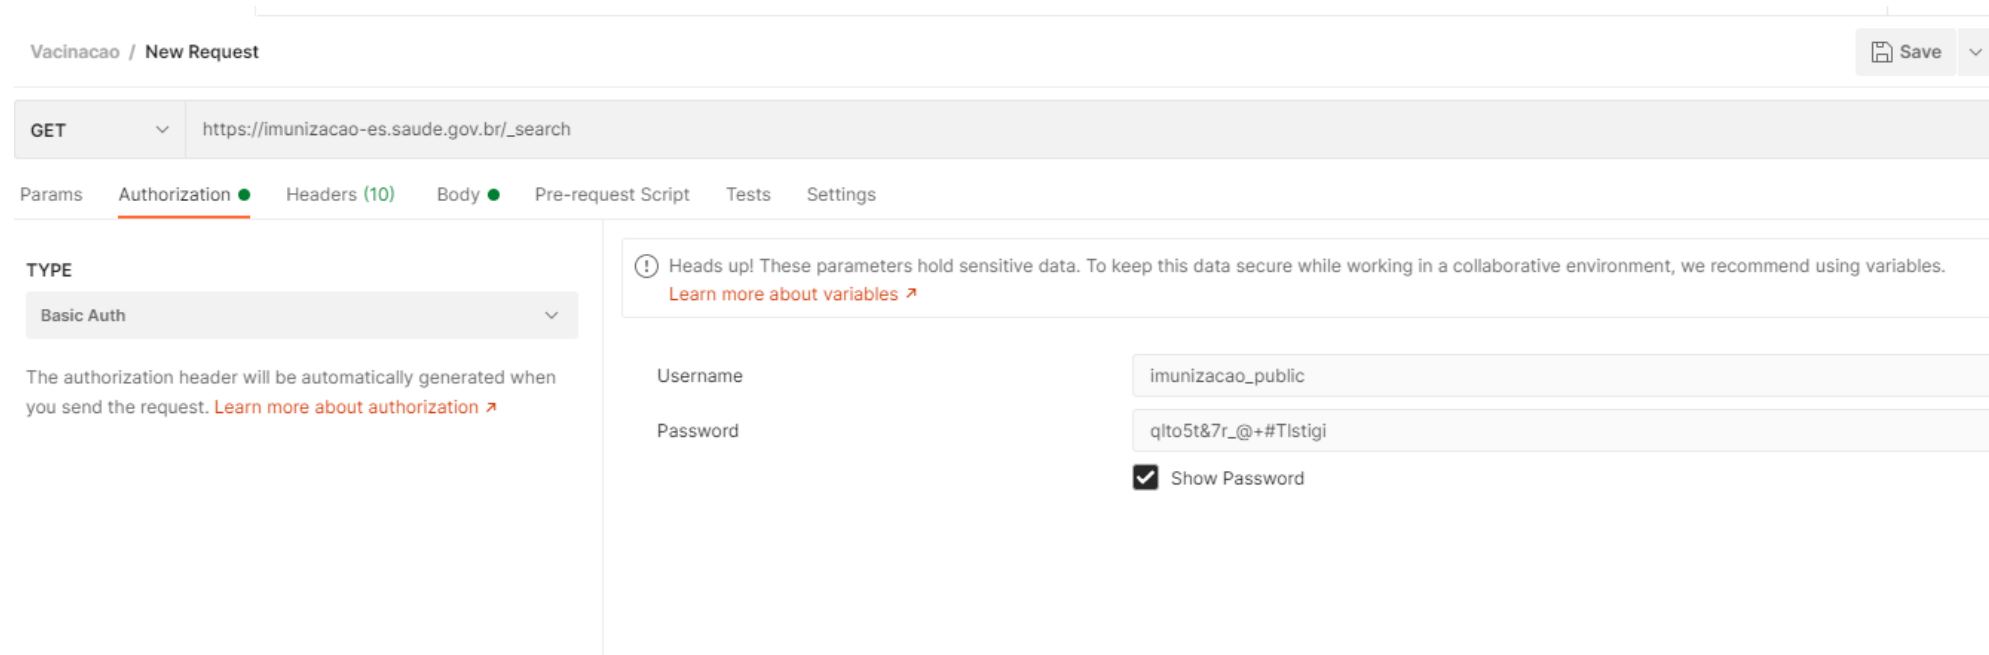 Vacinacao / New Request
Save
GET
https://imunizacao-es.saude.gov.br/_search
Params Authorization Headers (10) Body Pre-request Script Tests Settings
TYPE
Basic Auth
The authorization header will be automatically generated when
you send the request. Learn more about authorization ↗
Heads up! These parameters hold sensitive data. To keep this data secure while working in a collaborative environment, we recommend using variables.
Learn more about variables ↗
Username
imunizacao_public
Password
qlto5t&7r_@+#Tlstigi
Show Password